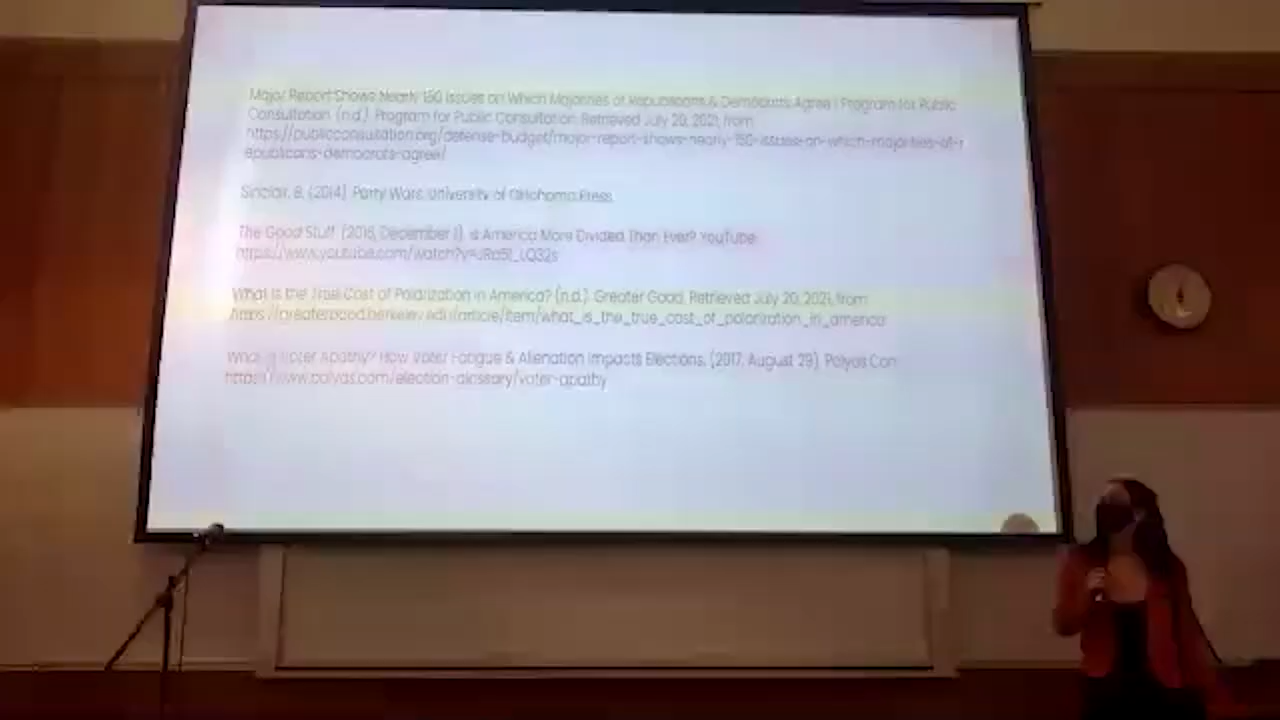 Major Report Shows Nearly 150 Issues on Which Majorities of Republicans & Democrats Agree | Program for Public
Consultation. (n.d.). Program for Public Consultation. Retrieved July 20, 2021, from
https://publicconsultation.org/defense-budget/major-report-shows-nearly-150-issues-on-which-majorities-of-r
epublicans-democrats-agree/
Sinclair, B. (2014). Party Wars. University of Oklahoma Press.
The Good Stuff. (2016, December 1). Is America More Divided Than Ever? YouTube.
https://www.youtube.com/watch?v=
What Is the True Cost of Polarization in America? (n.d.). Greater Good. Retrieved July 20, 2021, from
https://greatergood.berkeley.edu/article/item/what_is_the_true_cost_of_polarization_in_america
What is Voter Apathy? How Voter Fatigue & Alienation Impacts Elections. (2017, August 29). Polyas Com.
https://www.polyas.com/election-glossary/voter-apathy